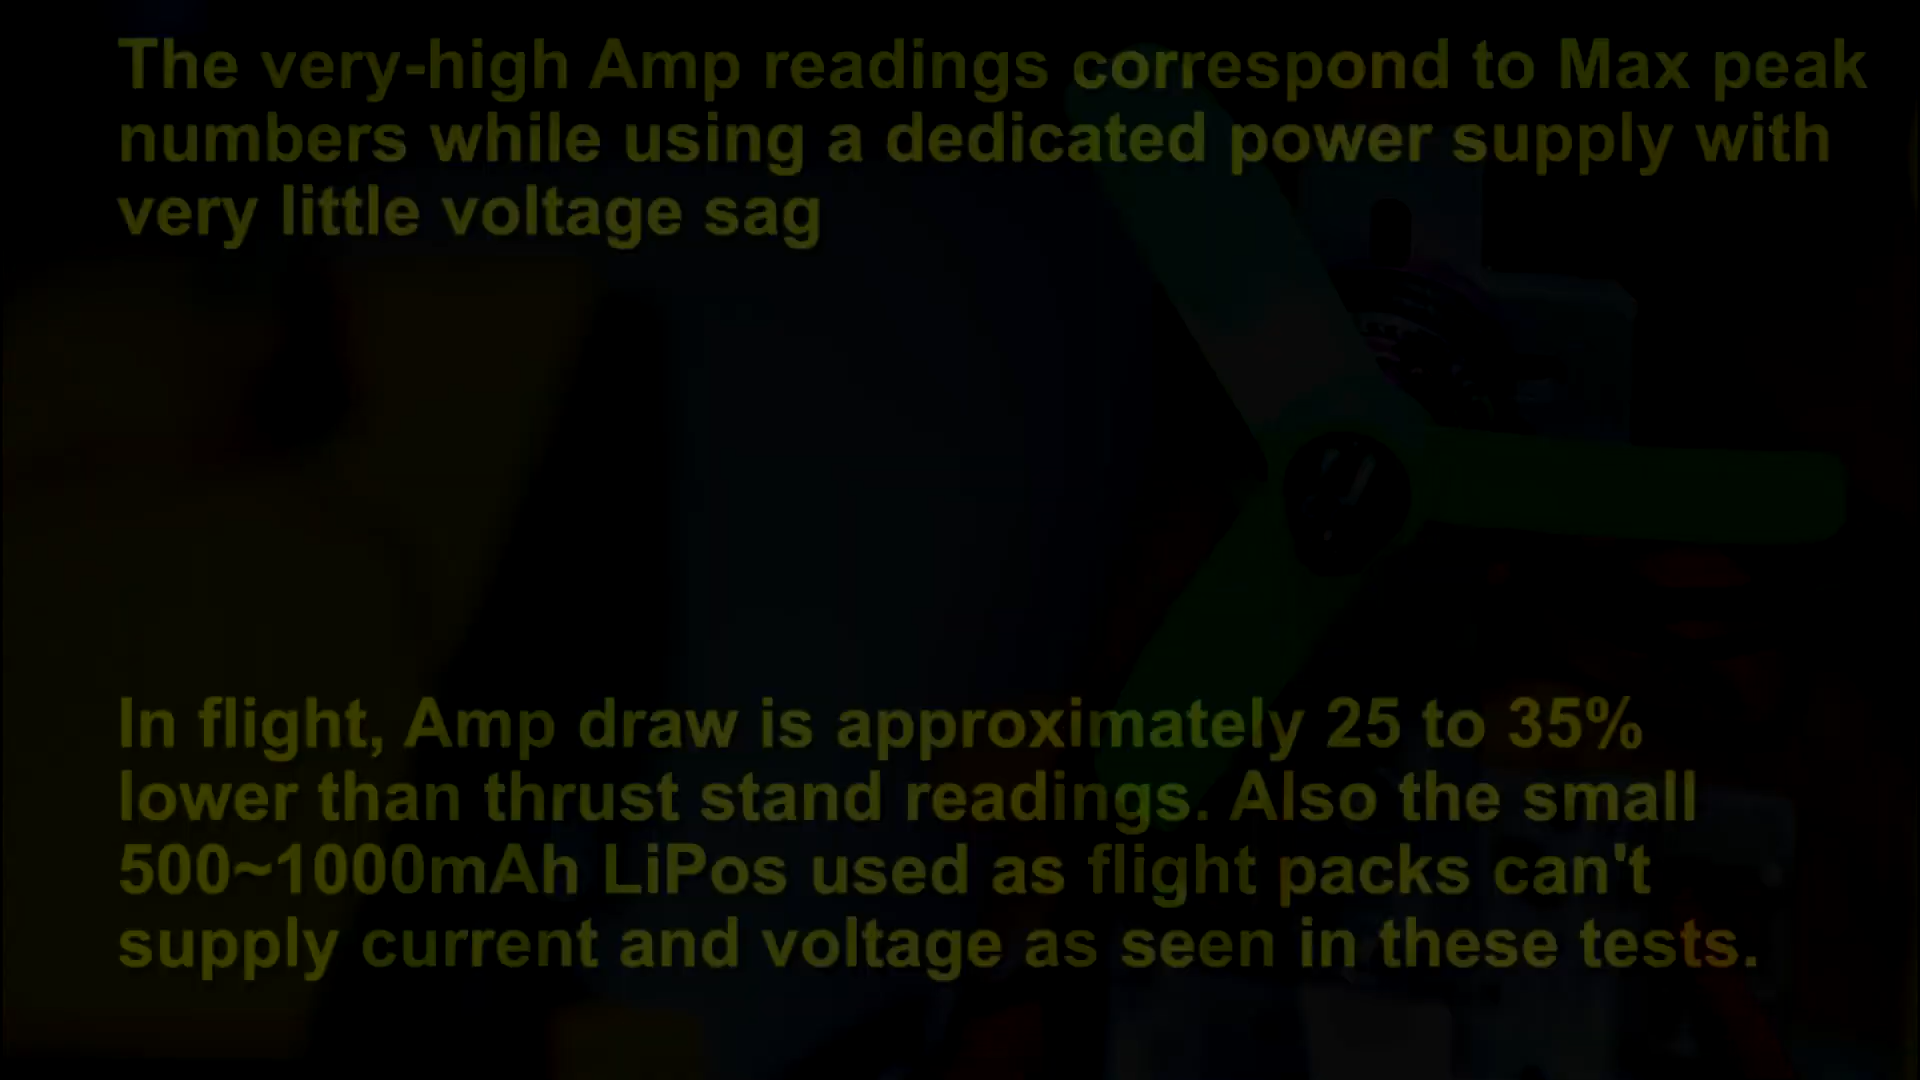 The very-high Amp readings correspond to Max peak
numbers while using a dedicated power supply with
very little voltage sag
In flight, Amp draw is approximately 25 to 35%
lower than thrust stand readings. Also the small
500~1000mAh LiPos used as flight packs can't
supply current and voltage as seen in these tests.